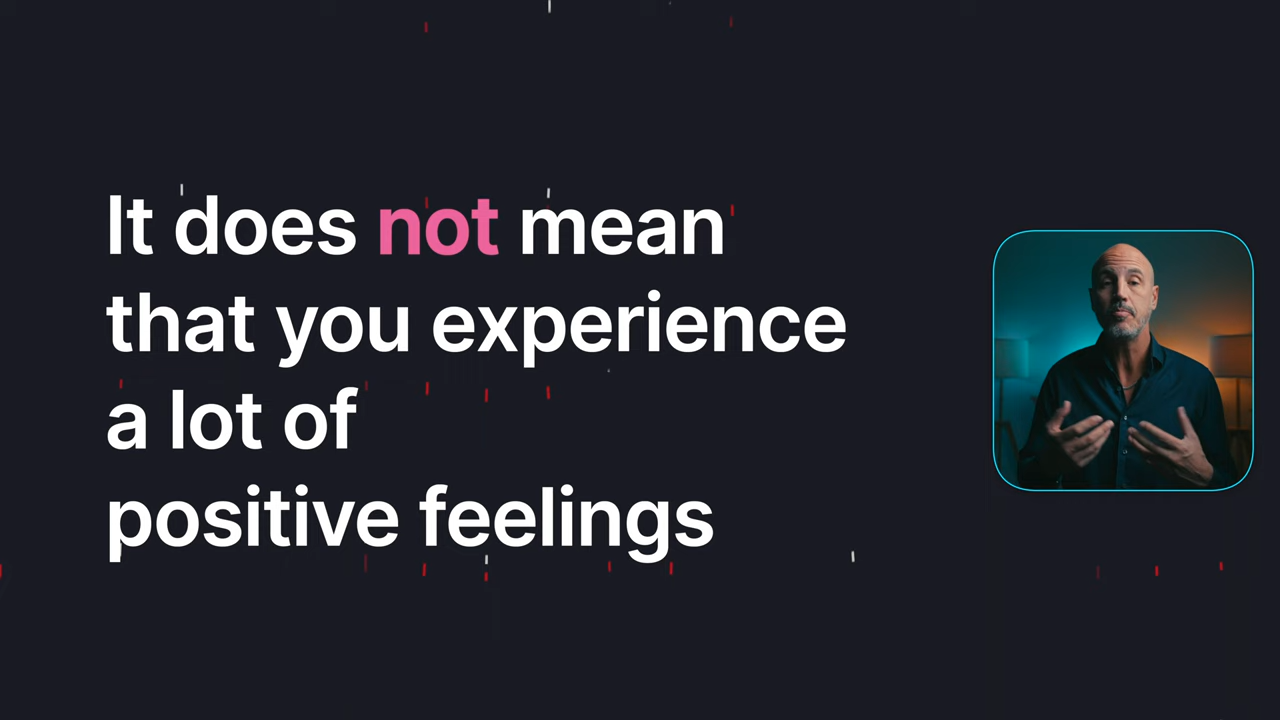 It does not mean
that you experience
a lot of
positive feelings